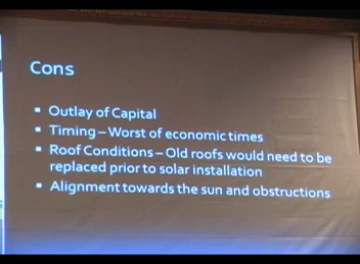 Cons
▪ Outlay of Capital
▪ Timing – Worst of economic times
▪ Roof Conditions – Old roofs would need to be
replaced prior to solar installation
▪ Alignment towards the sun and obstructions